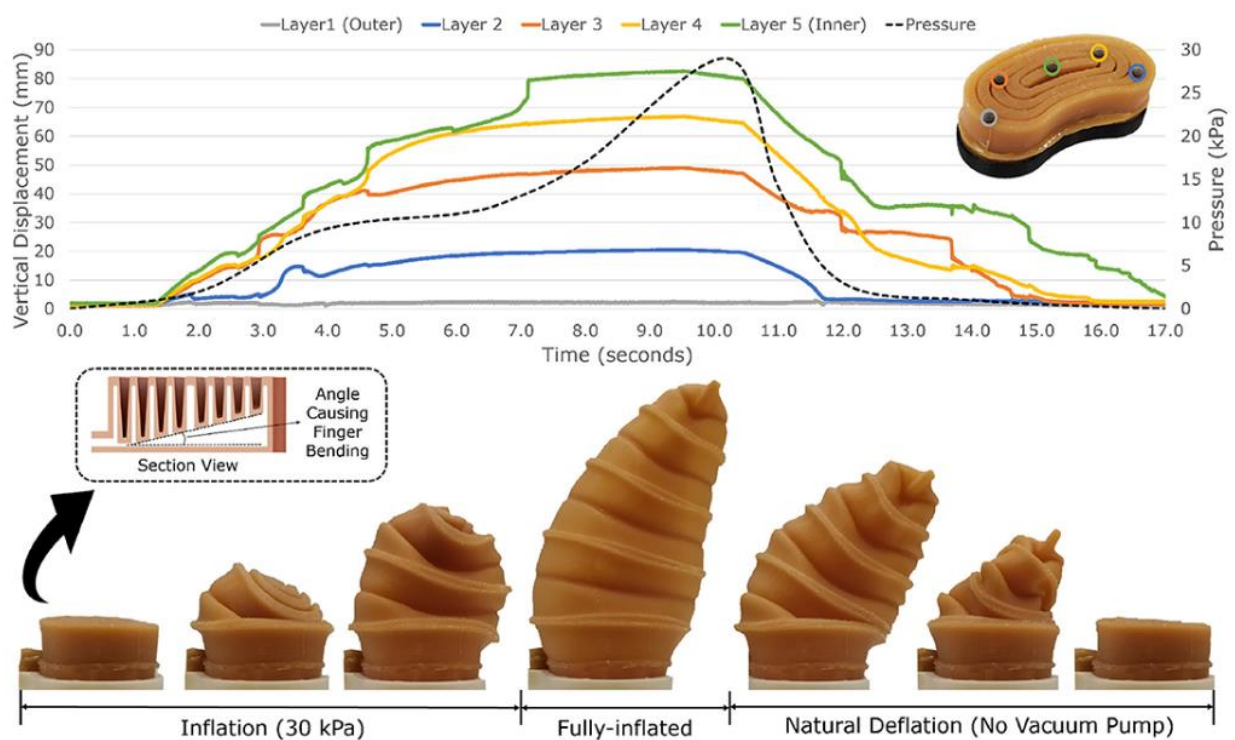 Layer1 (Outer) Layer 2 Layer 3 Layer 4 Layer 5 (Inner) Pressure
Vertical Displacement (mm)
90
80
70
60
50
40
30
20
10
0
30
25
20
15
10
5
0
Pressure (kPa)
0.0 1.0 2.0 3.0 4.0 5.0 6.0 7.0 8.0 9.0 10.0 11.0 12.0 13.0 14.0 15.0 16.0 17.0
Time (seconds)
Angle
Causing
Finger
Bending
Section View
Inflation (30 kPa) Fully-inflated Natural Deflation (No Vacuum Pump)